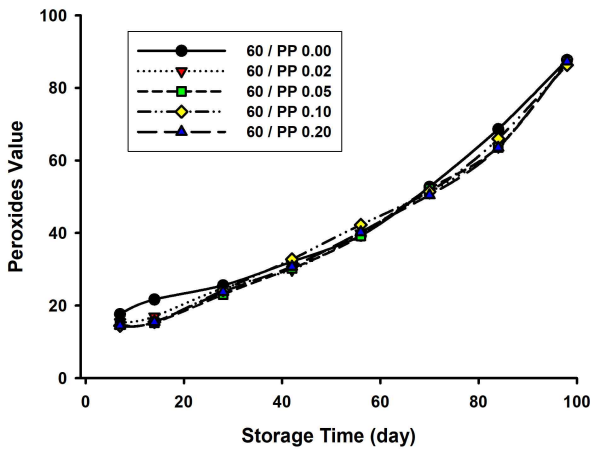 100
80
60
40
20
0
Peroxides Value
60 / PP 0.00
60 / PP 0.02
60 / PP 0.05
60 / PP 0.10
60 / PP 0.20
0 20 40 60 80 100
Storage Time (day)